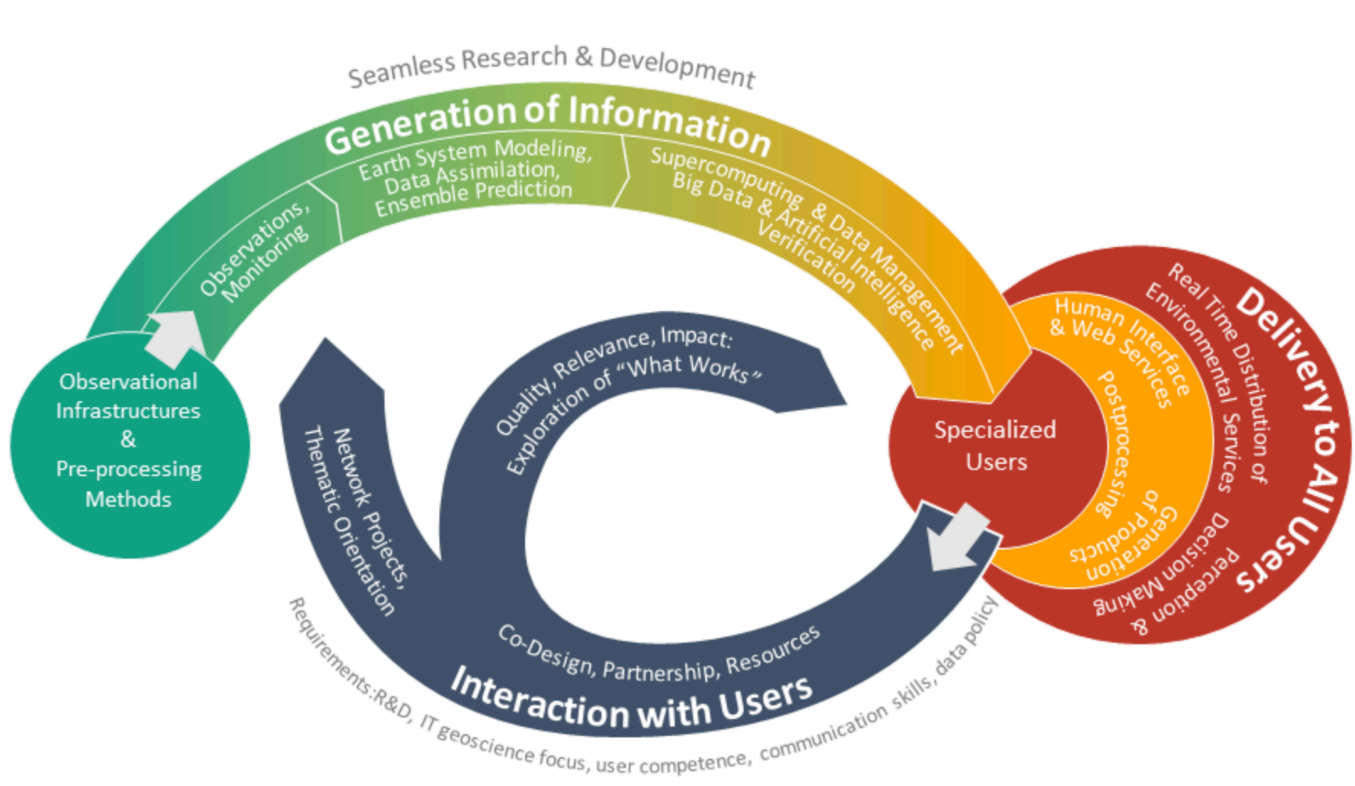 Seamless Research & Development
Generation of Information
Observations,
Monitoring
Earth System Modeling,
Data Assimilation,
Ensemble Prediction
Supercomputing & Data Management
Big Data & Artificial Intelligence
Verification
Observational
Infrastructures
&
Pre-processing
Methods
Specialized
Users
Human Interface
& Web Services
Postprocessing
Generation
of Products
Real Time Distribution of
Environmental Services
Perception &
Decision Making
Delivery to All Users
Quality, Relevance, Impact:
Exploration of “What Works”
Network Projects,
Thematic Orientation
Co-Design, Partnership, Resources
Interaction with Users
Requirements:R&D, IT geoscience focus, user competence, communication skills, data policy